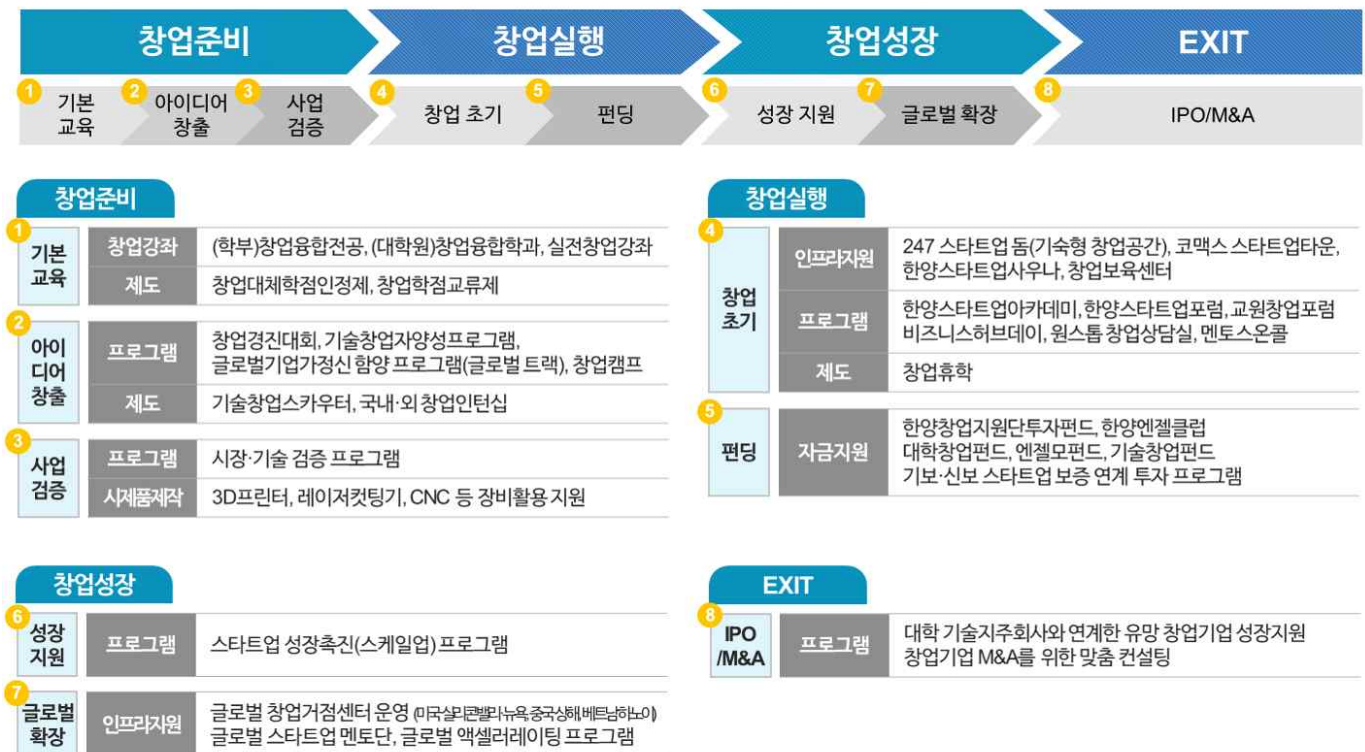 창업준비
창업실행
창업성장
EXIT
1 기본 교육
2 아이디어 창출
3 사업 검증
4 창업 초기
5 펀딩
6 성장 지원
7 글로벌 확장
8 IPO/M&A
창업준비
1
기본 교육
창업강좌
(학부)창업융합전공, (대학원)창업융합학과, 실전창업강좌
제도
창업대체학점인정제, 창업학점교류제
2
아이디어 창출
프로그램
창업경진대회, 기술창업자양성프로그램,
글로벌기업가정신 함양 프로그램(글로벌 트랙), 창업캠프
제도
기술창업스카우터, 국내·외 창업인턴십
3
사업 검증
프로그램
시장·기술 검증 프로그램
시제품제작
3D프린터, 레이저컷팅기, CNC 등 장비활용 지원
창업실행
4
창업 초기
인프라지원
247 스타트업 돔(기숙형 창업공간), 코맥스 스타트업타운,
한양스타트업사우나, 창업보육센터
프로그램
한양스타트업아카데미, 한양스타트업포럼, 교원창업포럼
비즈니스허브데이, 원스톱 창업상담실, 멘토스온콜
제도
창업휴학
5
펀딩
자금지원
한양창업지원단투자펀드, 한양엔젤클럽
대학창업펀드, 엔젤모펀드, 기술창업펀드
기보·신보 스타트업 보증 연계 투자 프로그램
창업성장
6
성장 지원
프로그램
스타트업 성장촉진(스케일업) 프로그램
7
글로벌 확장
인프라지원
글로벌 창업거점센터 운영 (미국실리콘밸리·뉴욕, 중국상해, 베트남하노이)
글로벌 스타트업 멘토단, 글로벌 액셀러레이팅 프로그램
EXIT
8
IPO /M&A
프로그램
대학 기술지주회사와 연계한 유망 창업기업 성장지원
창업기업 M&A를 위한 맞춤 컨설팅